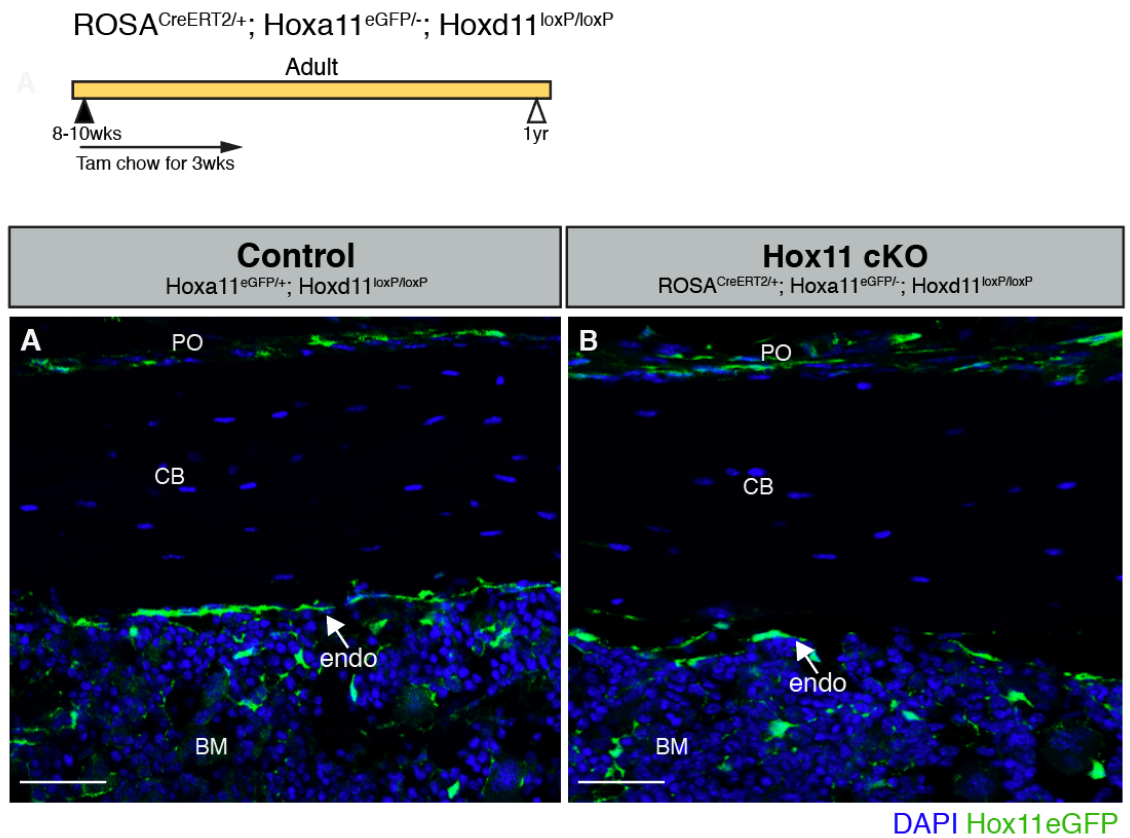 ROSACreERT2/+; Hoxa11eGFP/-; Hoxd11loxP/loxP
A
Adult
8-10wks
1yr
Tam chow for 3wks
Control
Hoxa11eGFP/+; Hoxd11loxP/loxP
Hox11 cKO
ROSACreERT2/+; Hoxa11eGFP/-; Hoxd11loxP/loxP
A
PO
CB
endo
BM
B
PO
CB
endo
BM
DAPI Hox11eGFP